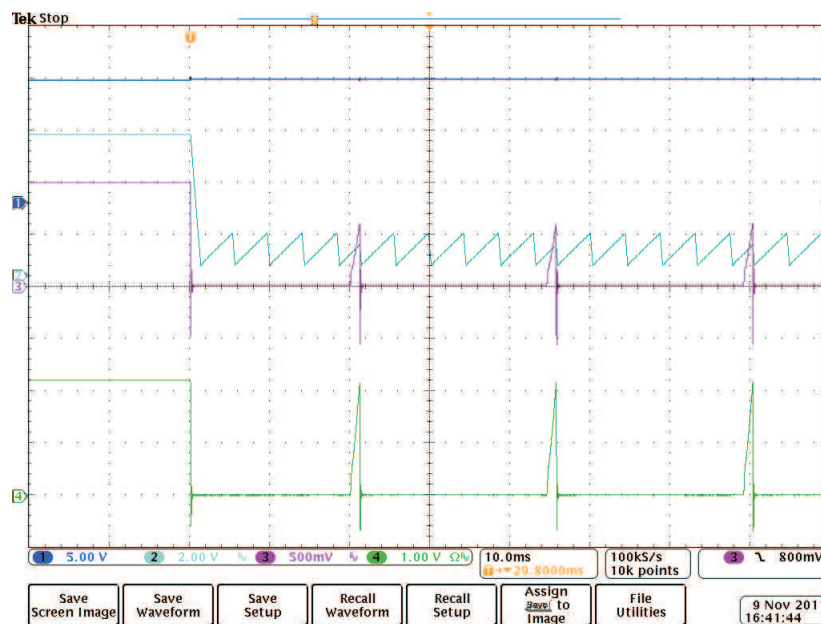 Tek Stop
T
1
2
3
4
1 5.00 V 2 2.00 V 3 500mV 4 1.00 V Ω 10.0ms 100kS/s 3 800mV
29.8000ms 10k points
Save Screen Image
Save Waveform
Save Setup
Recall Waveform
Recall Setup
Assign Save to Image
File Utilities
9 Nov 201
16:41:44